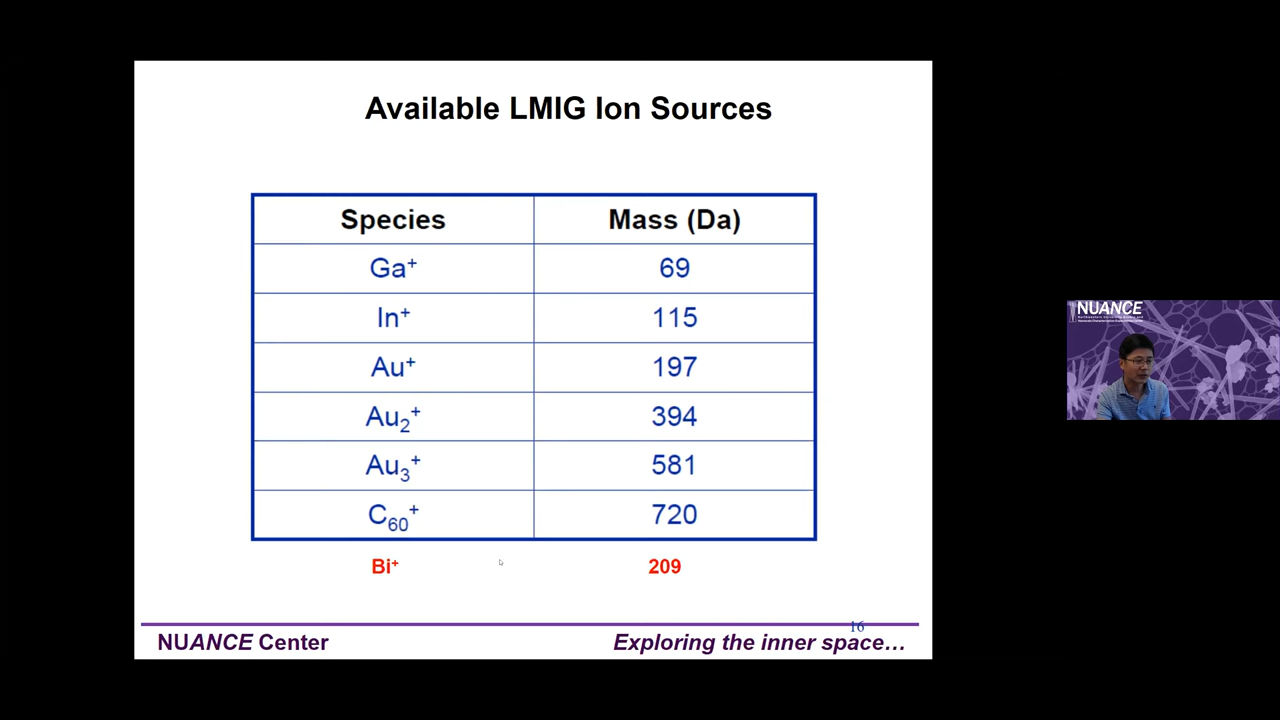 Available LMIG Ion Sources
Species Mass (Da)
Ga⁺ 69
In⁺ 115
Au⁺ 197
Au₂⁺ 394
Au₃⁺ 581
C₆₀⁺ 720
Bi⁺ 209
16
NUANCE Center Exploring the inner space…
NUANCE